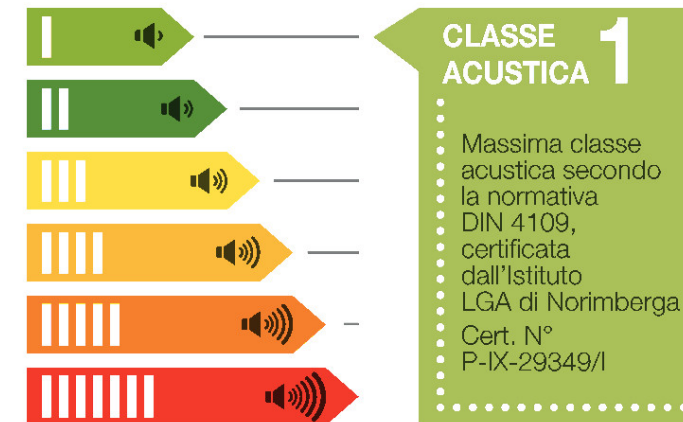 CLASSE 1
ACUSTICA
Massima classe
acustica secondo
la normativa
DIN 4109,
certificata
dall'Istituto
LGA di Norimberga
Cert. N°
P-IX-29349/I